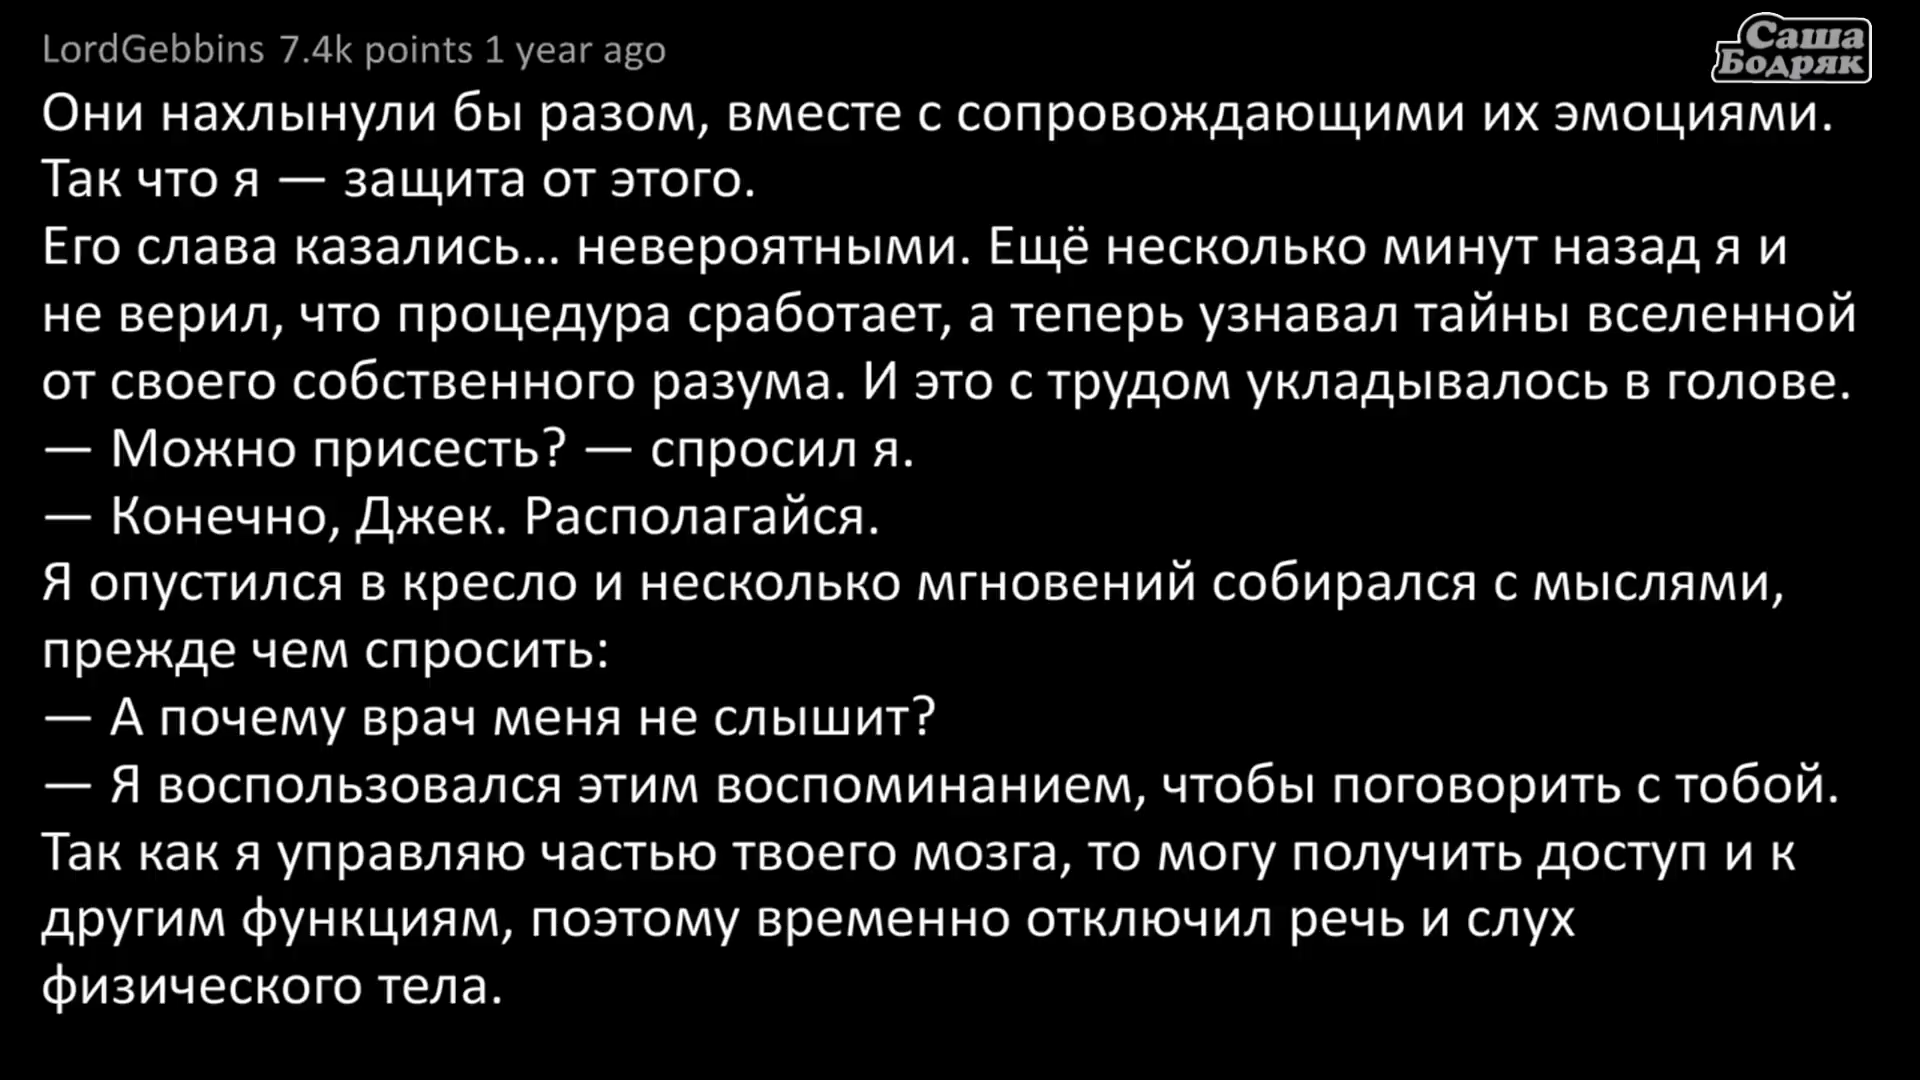 LordGebbins 7.4k points 1 year ago
Саша
Бодряк
Они нахлынули бы разом, вместе с сопровождающими их эмоциями.
Так что я — защита от этого.
Его слава казались... невероятными. Ещё несколько минут назад я и
не верил, что процедура сработает, а теперь узнавал тайны вселенной
от своего собственного разума. И это с трудом укладывалось в голове.
— Можно присесть? — спросил я.
— Конечно, Джек. Располагайся.
Я опустился в кресло и несколько мгновений собирался с мыслями,
прежде чем спросить:
— А почему врач меня не слышит?
— Я воспользовался этим воспоминанием, чтобы поговорить с тобой.
Так как я управляю частью твоего мозга, то могу получить доступ и к
другим функциям, поэтому временно отключил речь и слух
физического тела.